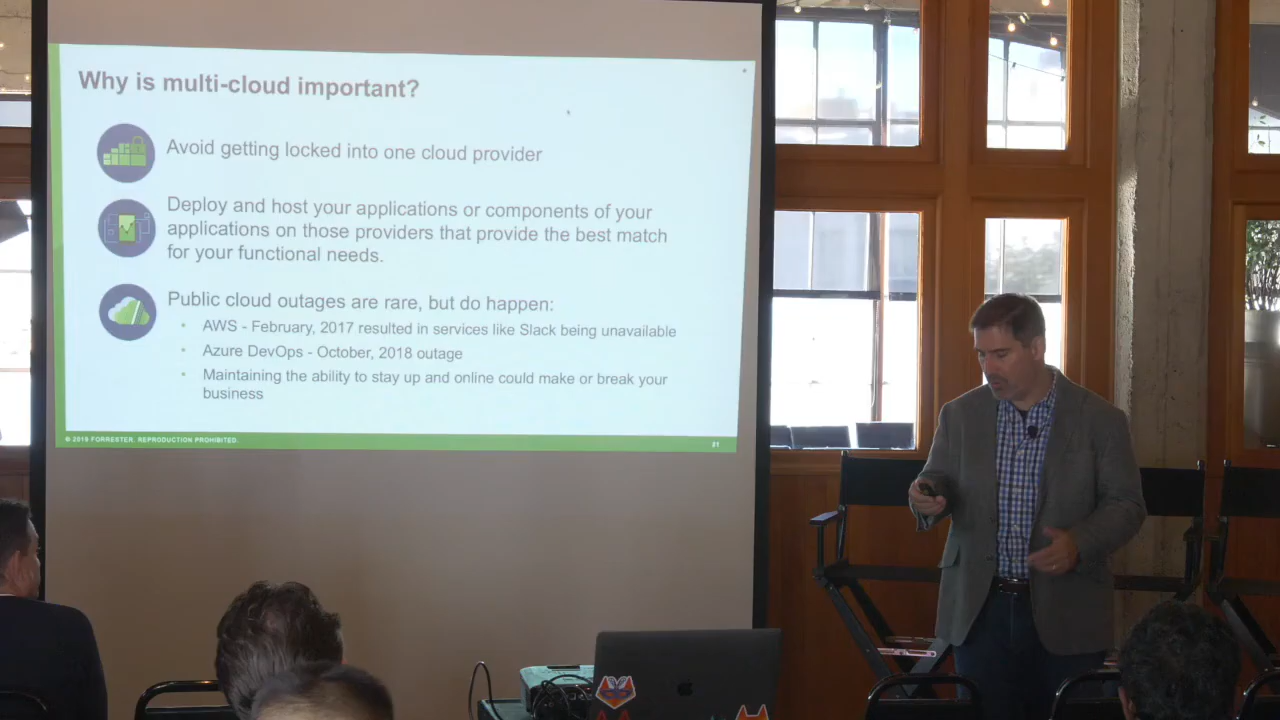 Why is multi-cloud important?
Avoid getting locked into one cloud provider
Deploy and host your applications or components of your
applications on those providers that provide the best match
for your functional needs.
Public cloud outages are rare, but do happen:
• AWS - February, 2017 resulted in services like Slack being unavailable
• Azure DevOps - October, 2018 outage
• Maintaining the ability to stay up and online could make or break your
business
© 2019 FORRESTER. REPRODUCTION PROHIBITED.
21